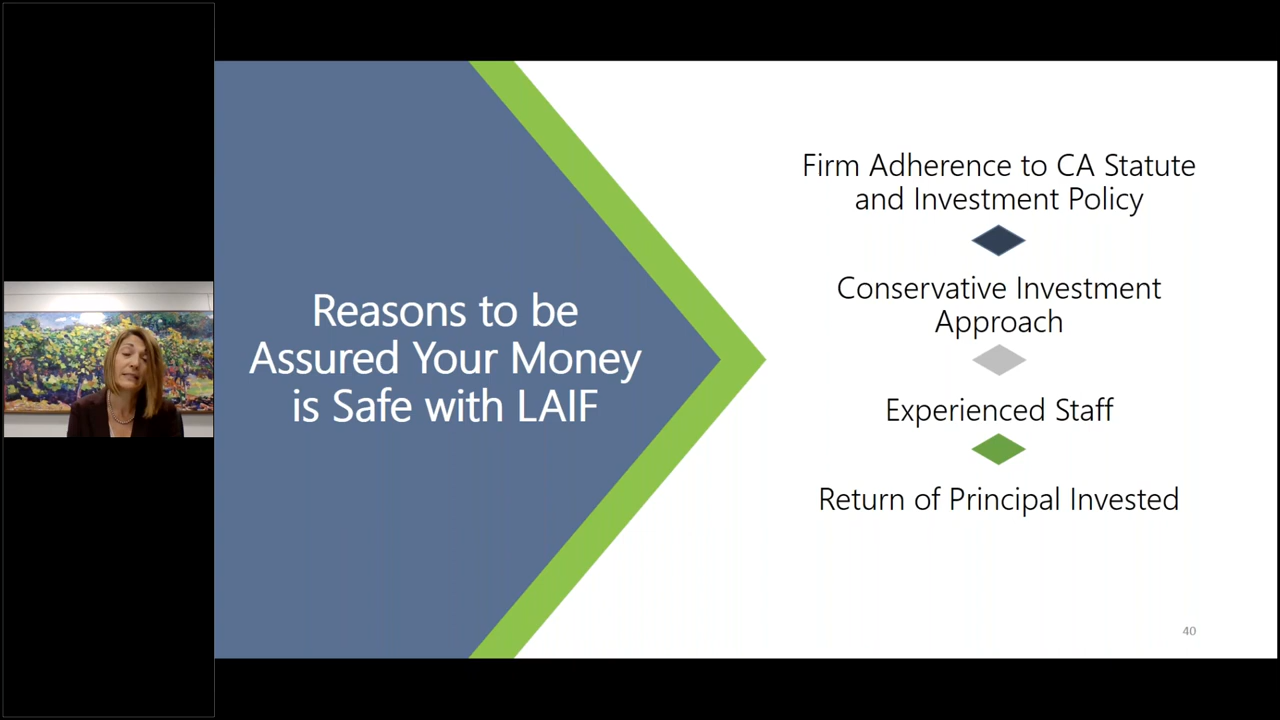 Reasons to be
Assured Your Money
is Safe with LAIF
Firm Adherence to CA Statute
and Investment Policy
Conservative Investment
Approach
Experienced Staff
Return of Principal Invested
40